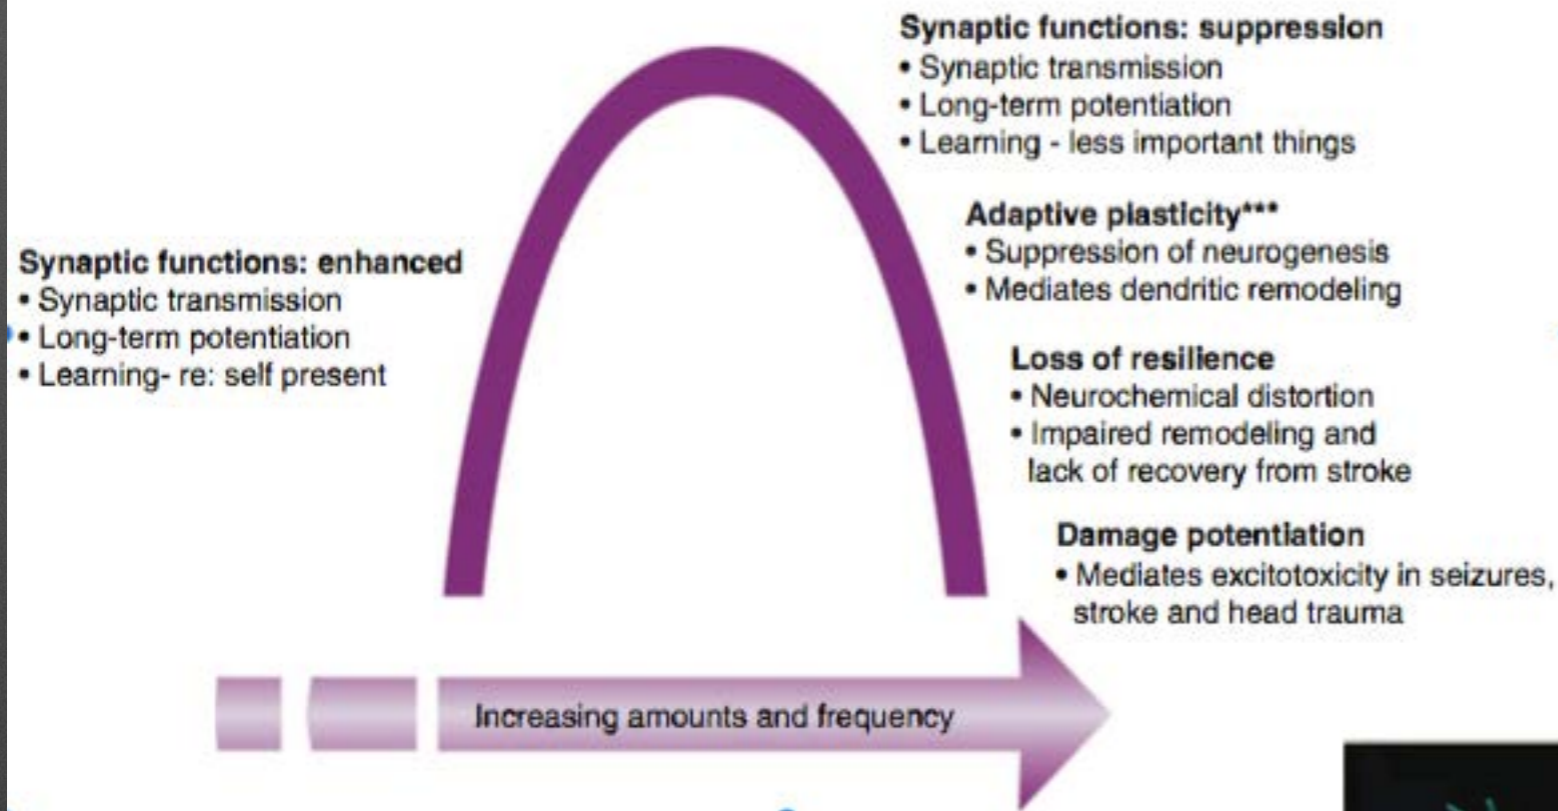 Synaptic functions: suppression
• Synaptic transmission
• Long-term potentiation
• Learning - less important things
Adaptive plasticity***
• Suppression of neurogenesis
• Mediates dendritic remodeling
Synaptic functions: enhanced
• Synaptic transmission
• Long-term potentiation
• Learning- re: self present
Loss of resilience
• Neurochemical distortion
• Impaired remodeling and
lack of recovery from stroke
Damage potentiation
• Mediates excitotoxicity in seizures,
stroke and head trauma
Increasing amounts and frequency